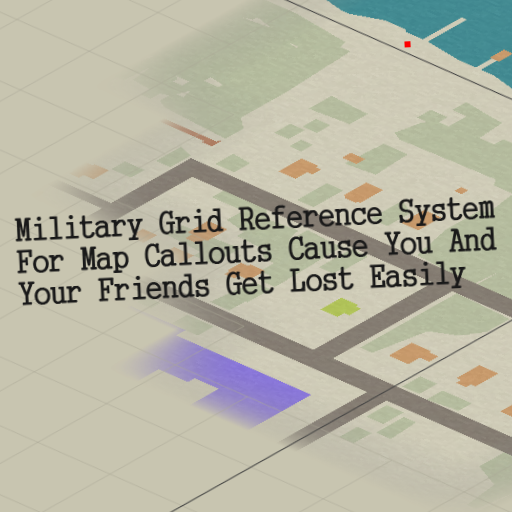 Military Grid Reference System
For Map Callouts Cause You And
Your Friends Get Lost Easily